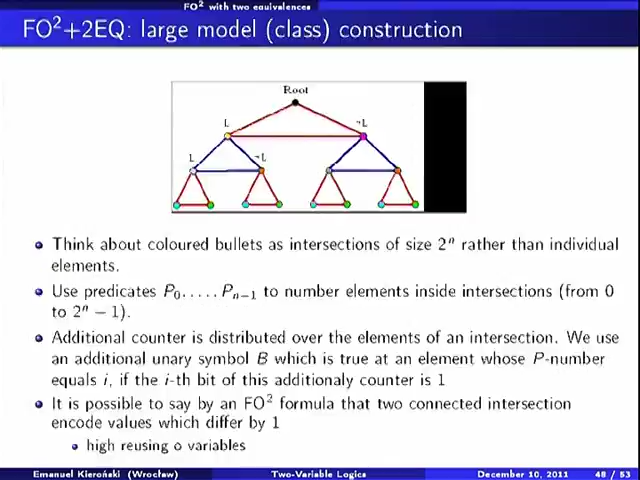 FO² with two equivalences
FO²+2EQ: large model (class) construction
Root
L ¬L
L ¬L
Think about coloured bullets as intersections of size 2ⁿ rather than individual
elements.
Use predicates P₀, . . . , Pₙ₋₁ to number elements inside intersections (from 0
to 2ⁿ − 1).
Additional counter is distributed over the elements of an intersection. We use
an additional unary symbol B which is true at an element whose P-number
equals i, if the i-th bit of this additionaly counter is 1
It is possible to say by an FO² formula that two connected intersection
encode values which differ by 1
high reusing o variables
Emanuel Kieroński (Wrocław) Two-Variable Logics December 10, 2011 48 / 53